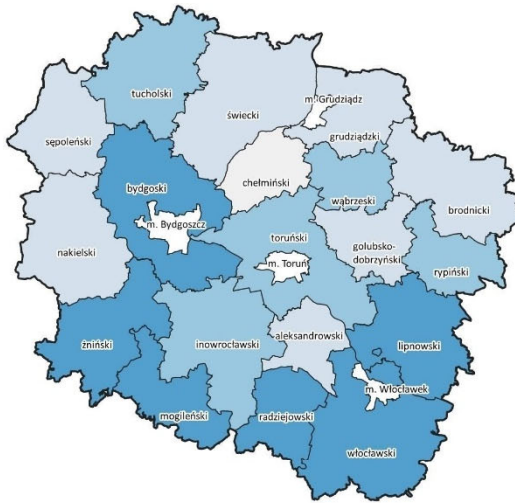 tucholski
m. Grudziądz
świecki
grudziądzki
sępoleński
chełmiński
bydgoski
wąbrzeski
brodnicki
m. Bydgoszcz
toruński
nakielski
golubsko-
dobrzyński
m. Toruń
rypiński
aleksandrowski
żniński
inowrocławski
lipnowski
m. Włocławek
mogileński
radziejowski
włocławski